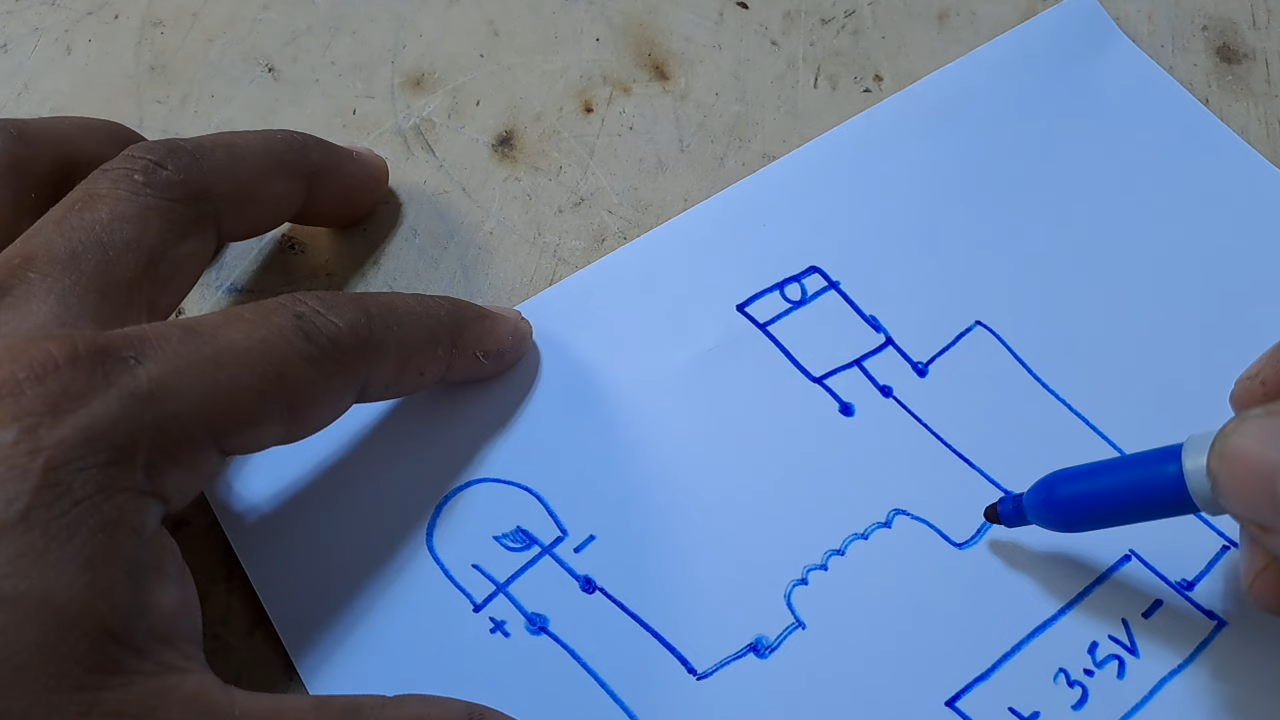 -
+
+ 3.5V -